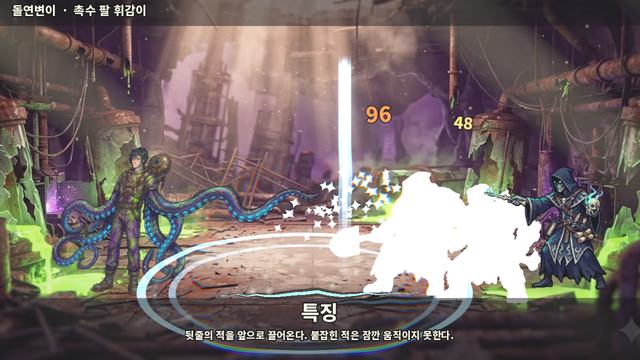 돌연변이 · 촉수 팔 휘감이
96
48
특징
뒷줄의 적을 앞으로 끌어온다. 붙잡힌 적은 잠깐 움직이지 못한다.